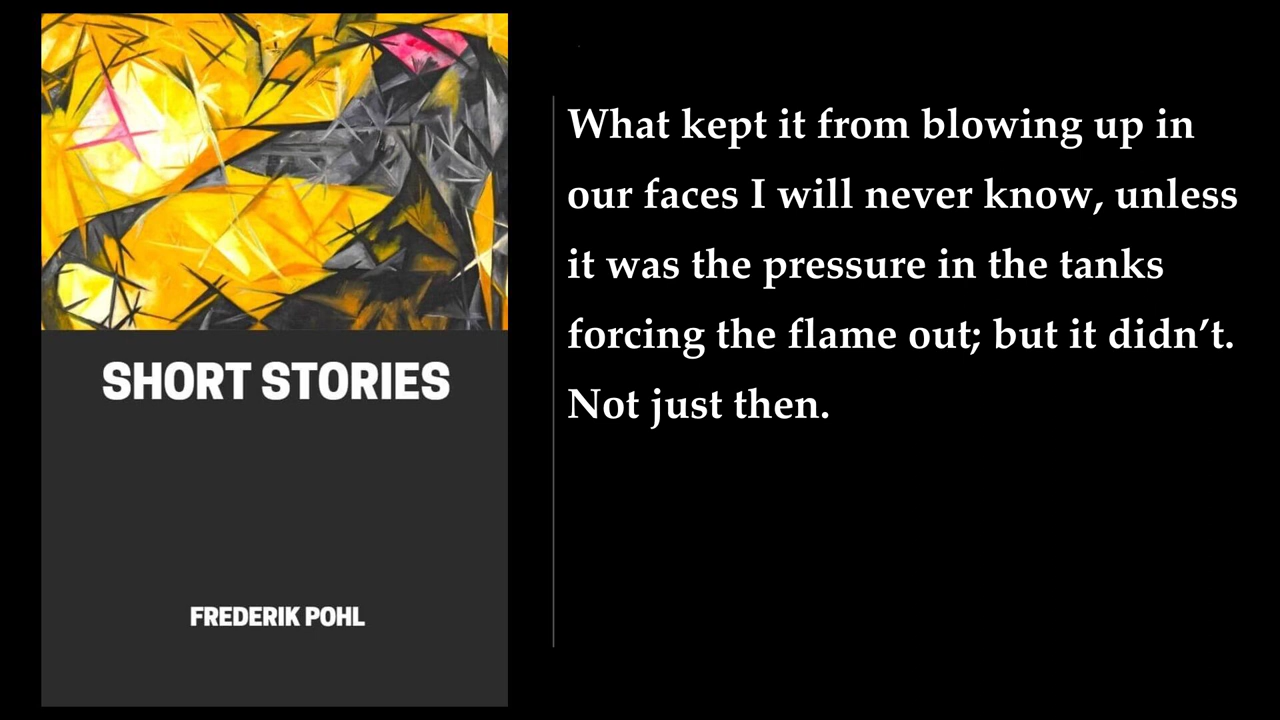 SHORT STORIES
FREDERIK POHL
What kept it from blowing up in
our faces I will never know, unless
it was the pressure in the tanks
forcing the flame out; but it didn’t.
Not just then.